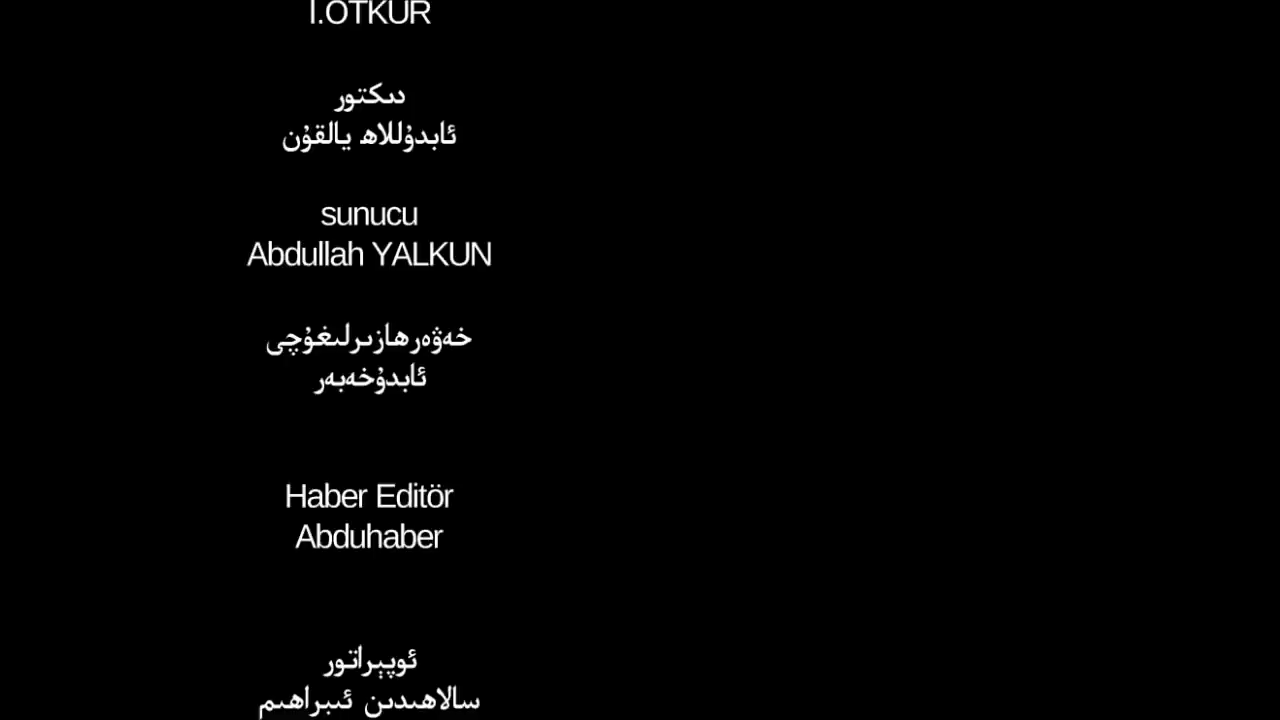 I.OTKUR
دىكتور
ئابدۇللاھ يالقۇن
sunucu
Abdullah YALKUN
خەۋەرھازىرلىغۇچى
ئابدۇخەبەر
Haber Editör
Abduhaber
ئوپېراتور
سالاھىدىن ئىبراھىم